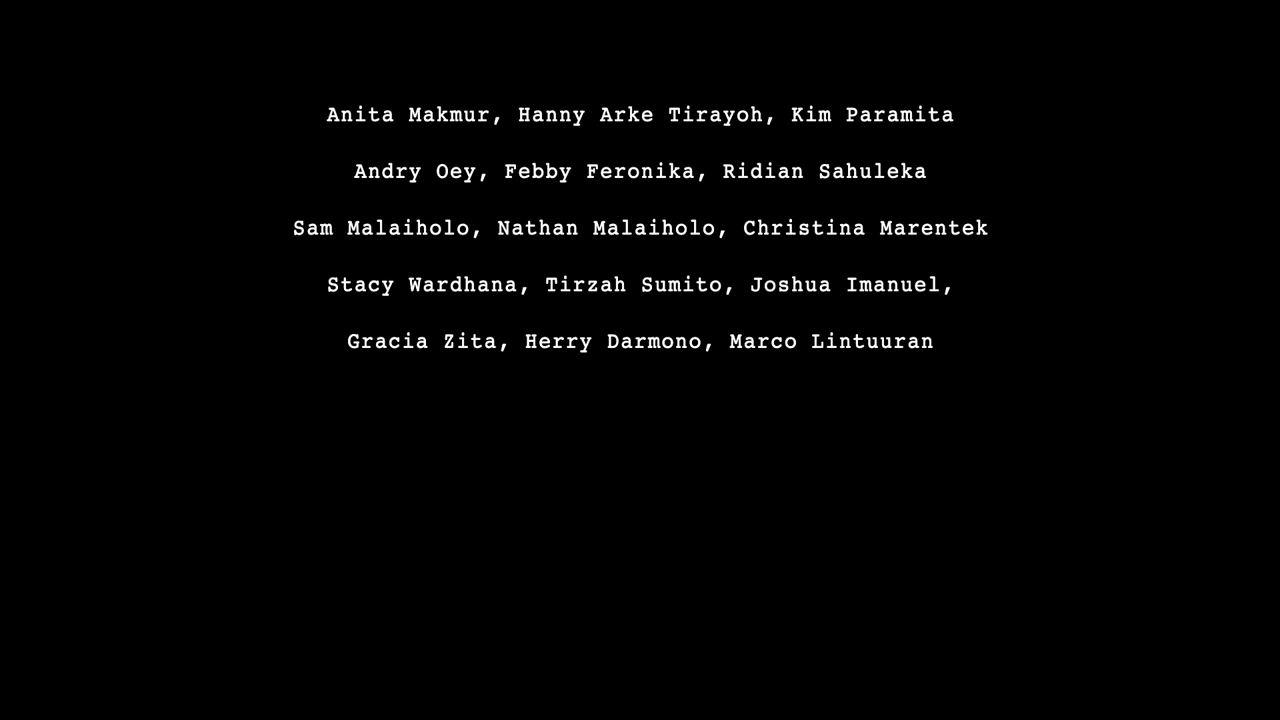 Anita Makmur, Hanny Arke Tirayoh, Kim Paramita
Andry Oey, Febby Feronika, Ridian Sahuleka
Sam Malaiholo, Nathan Malaiholo, Christina Marentek
Stacy Wardhana, Tirzah Sumito, Joshua Imanuel,
Gracia Zita, Herry Darmono, Marco Lintuuran